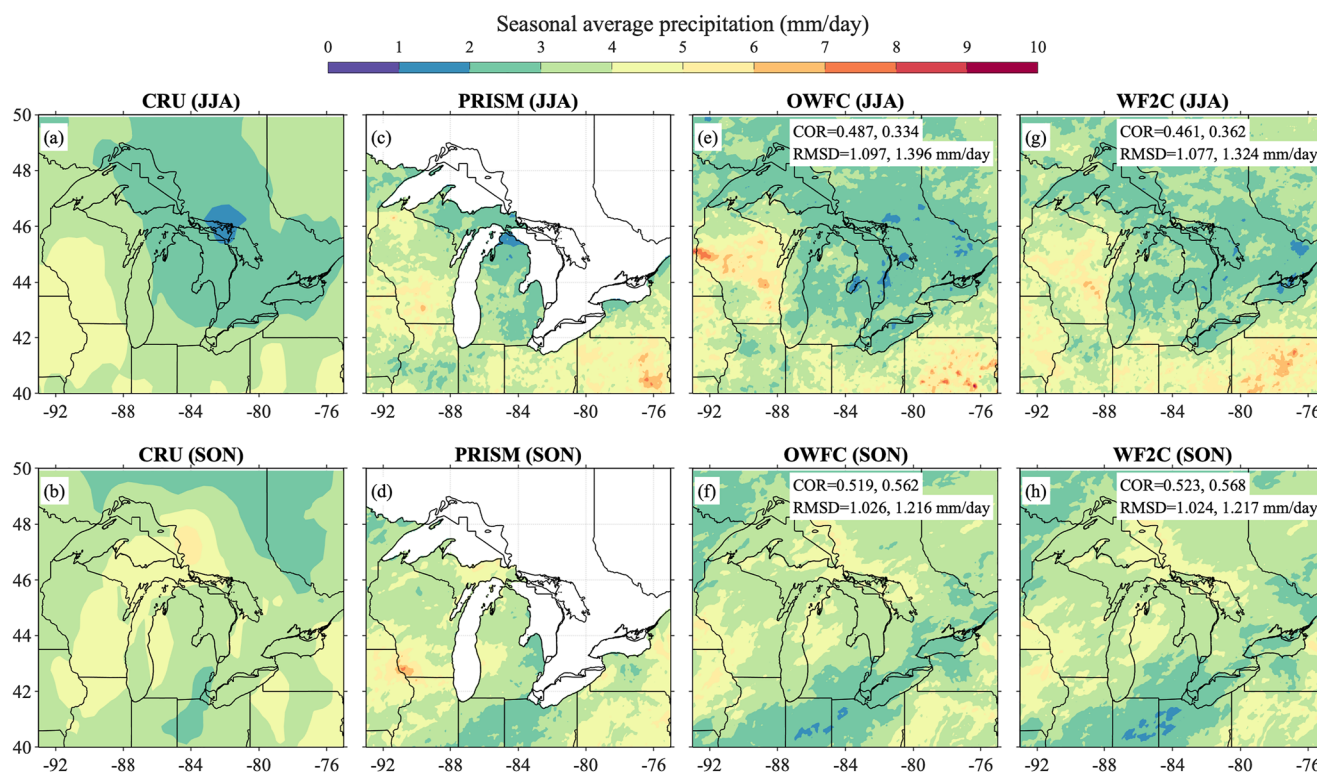 Seasonal average precipitation (mm/day)
0 1 2 3 4 5 6 7 8 9 10
CRU (JJA) PRISM (JJA) OWFC (JJA) WF2C (JJA)
50
48
46
44
42
40
(a) (c) (e) (g)
COR=0.487, 0.334
RMSD=1.097, 1.396 mm/day
COR=0.461, 0.362
RMSD=1.077, 1.324 mm/day
-92 -88 -84 -80 -76 -92 -88 -84 -80 -76 -92 -88 -84 -80 -76 -92 -88 -84 -80 -76
CRU (SON) PRISM (SON) OWFC (SON) WF2C (SON)
50
48
46
44
42
40
(b) (d) (f) (h)
COR=0.519, 0.562
RMSD=1.026, 1.216 mm/day
COR=0.523, 0.568
RMSD=1.024, 1.217 mm/day
-92 -88 -84 -80 -76 -92 -88 -84 -80 -76 -92 -88 -84 -80 -76 -92 -88 -84 -80 -76